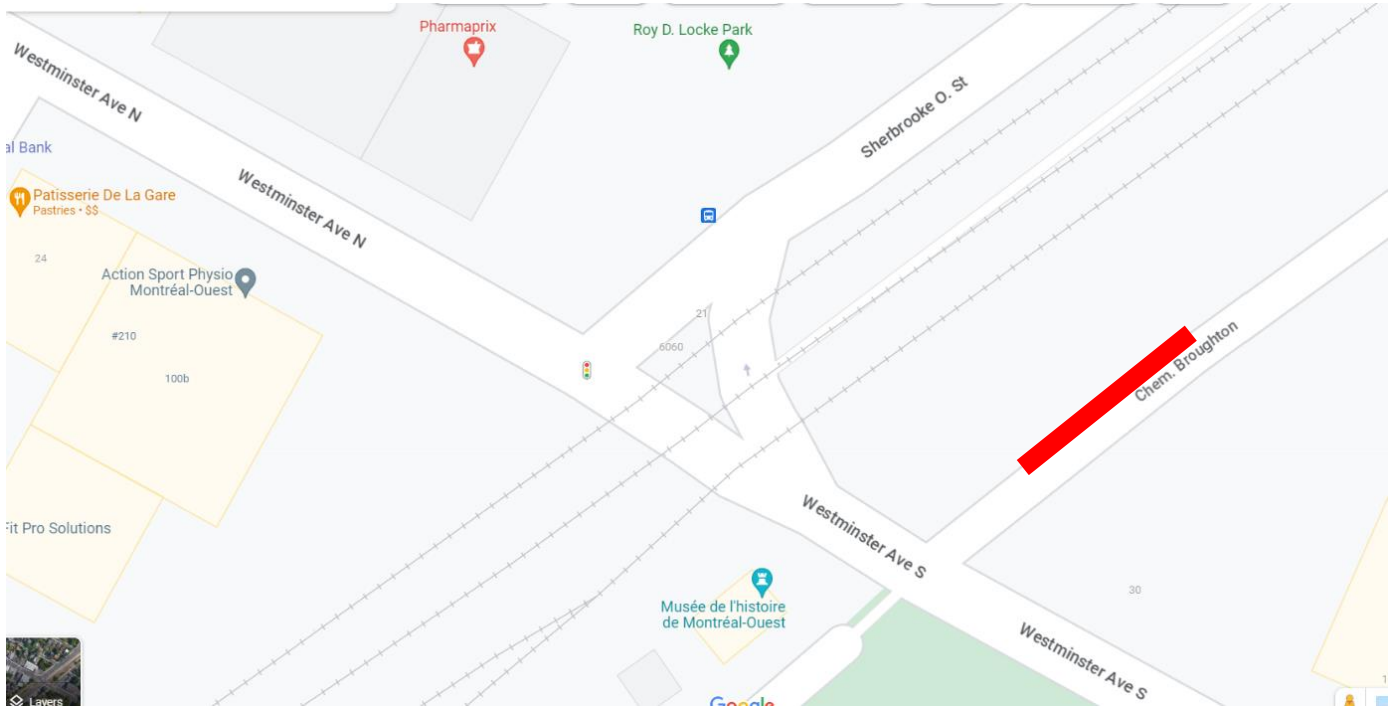 Pharmaprix
Roy D. Locke Park
Westminster Ave N
Sherbrooke O. St
al Bank
Patisserie De La Gare
Pastries • $$
Westminster Ave N
24
Action Sport Physio
Montréal-Ouest
21
#210
6060
100b
Chem. Broughton
Fit Pro Solutions
Westminster Ave S
30
Musée de l'histoire
de Montréal-Ouest
Westminster Ave S
1
Layers
Google